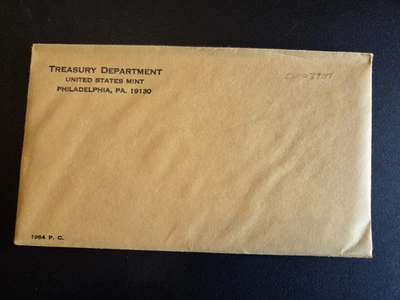 TREASURY DEPARTMENT
UNITED STATES MINT
PHILADELPHIA, PA. 19130
1964 P. C.